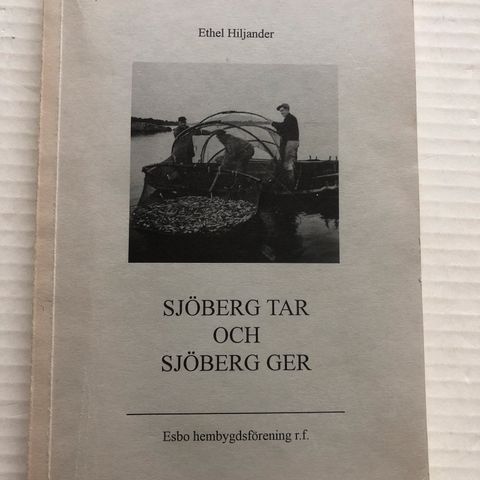 Ethel Hiljander
SJÖBERG TAR
OCH
SJÖBERG GER
Esbo hembygdsförening r.f.